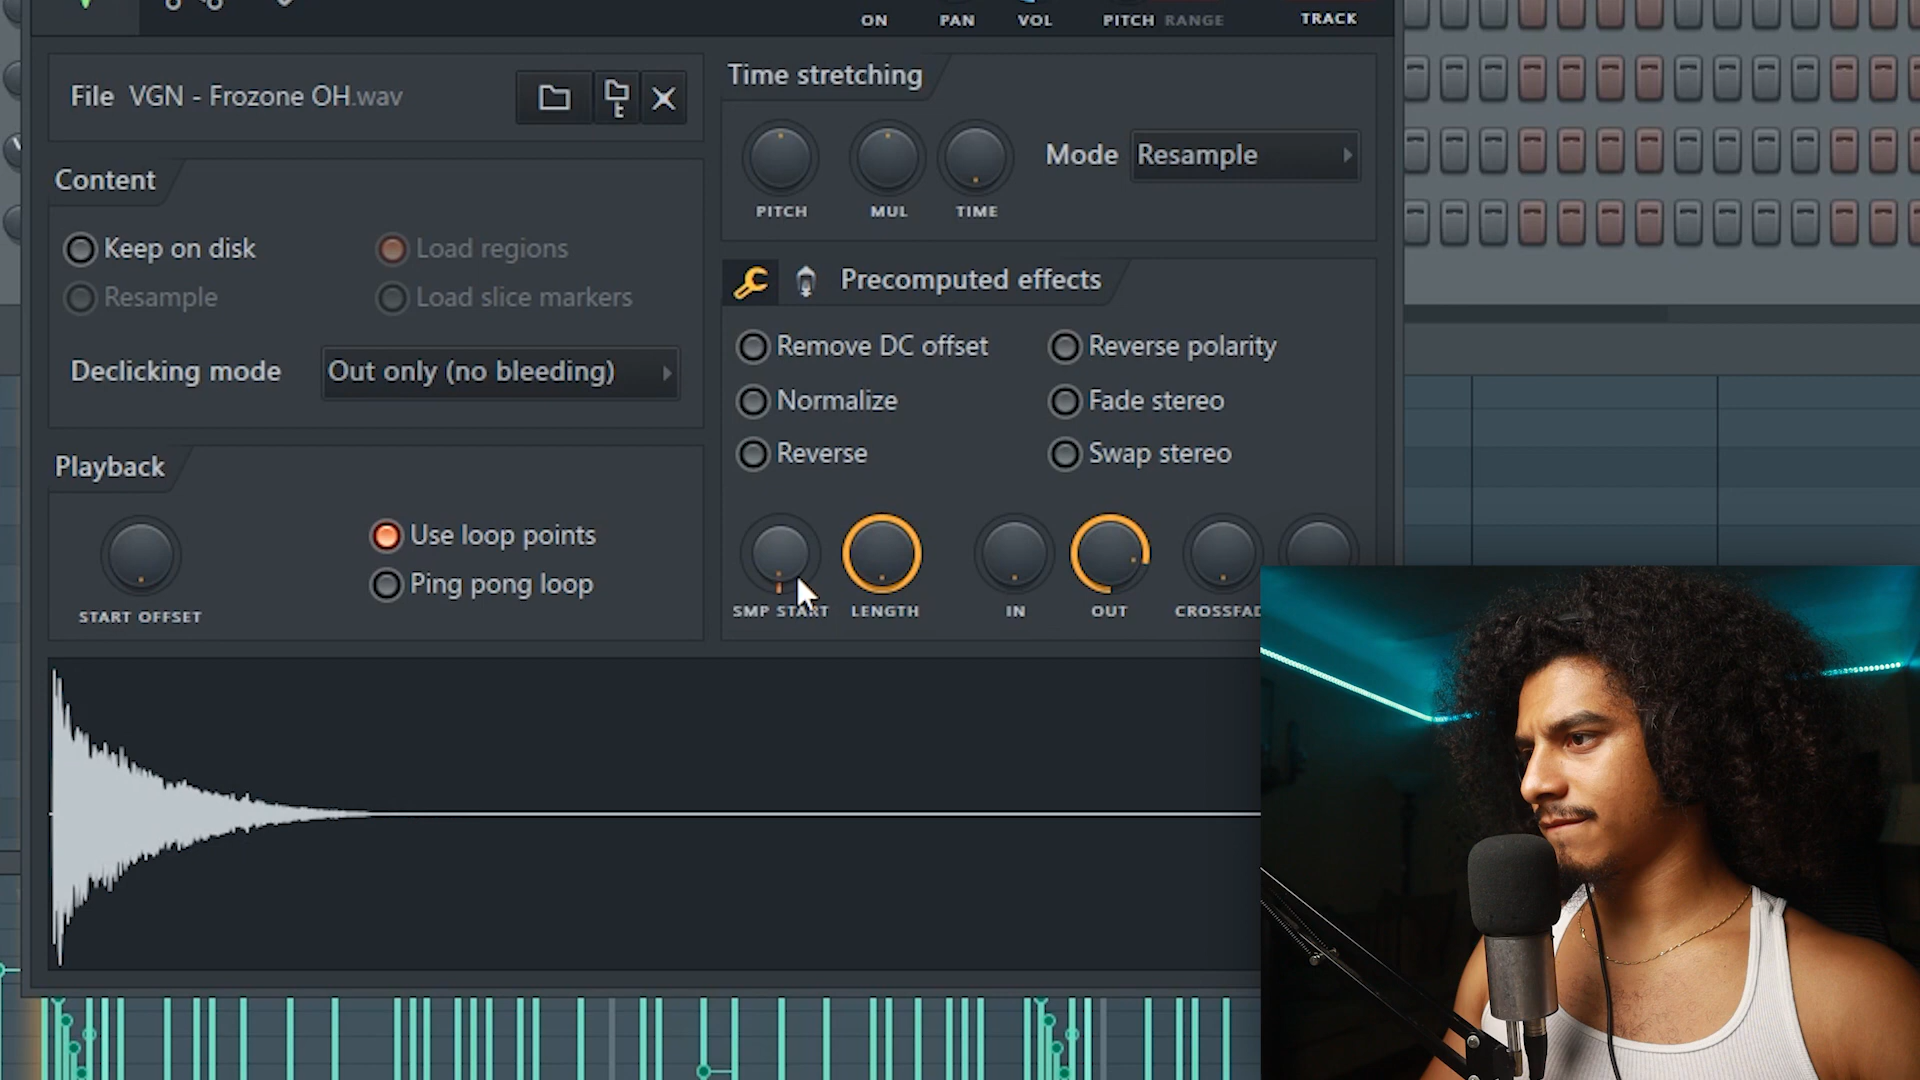 ON PAN VOL PITCH RANGE TRACK
File VGN - Frozone OH.wav
Time stretching
Mode Resample
PITCH MUL TIME
Content
Keep on disk Load regions
Resample Load slice markers
Declicking mode Out only (no bleeding)
Precomputed effects
Remove DC offset Reverse polarity
Normalize Fade stereo
Reverse Swap stereo
Playback
Use loop points
Ping pong loop
START OFFSET
SMP START LENGTH IN OUT CROSSFAD